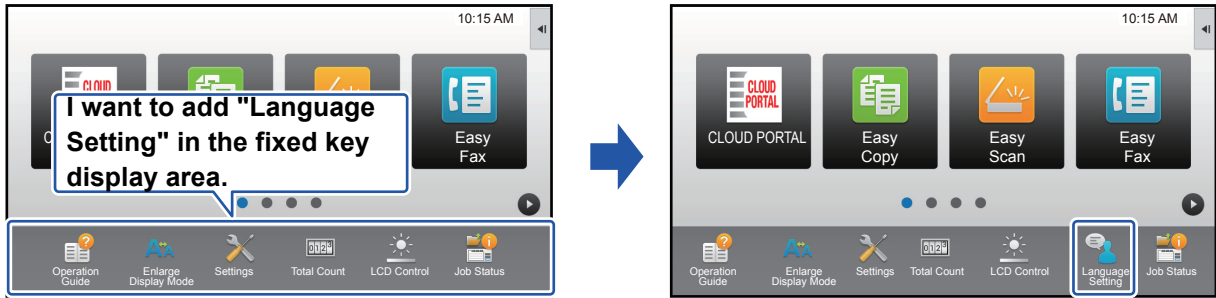 10:15 AM
CLOUD
I want to add "Language
Setting" in the fixed key
display area.
C
Easy
Fax
Operation
Guide
Enlarge
Display Mode
Settings
Total Count
LCD Control
Job Status
10:15 AM
CLOUD
PORTAL
CLOUD PORTAL
Easy
Copy
Easy
Scan
Easy
Fax
Operation
Guide
Enlarge
Display Mode
Settings
Total Count
LCD Control
Language
Setting
Job Status